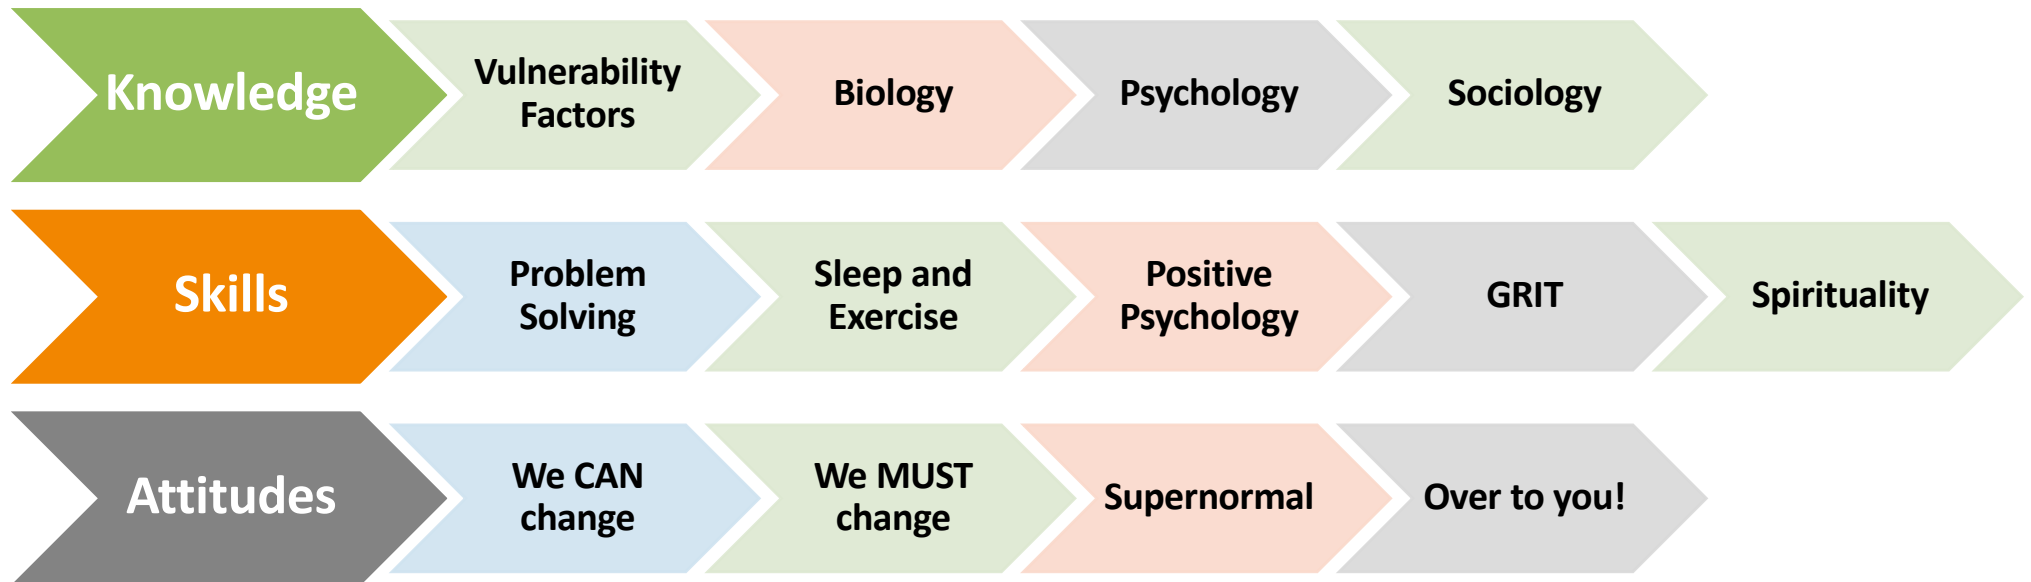 Knowledge
Vulnerability
Factors
Biology
Psychology
Sociology
Skills
Problem
Solving
Sleep and
Exercise
Positive
Psychology
GRIT
Spirituality
Attitudes
We CAN
change
We MUST
change
Supernormal
Over to you!